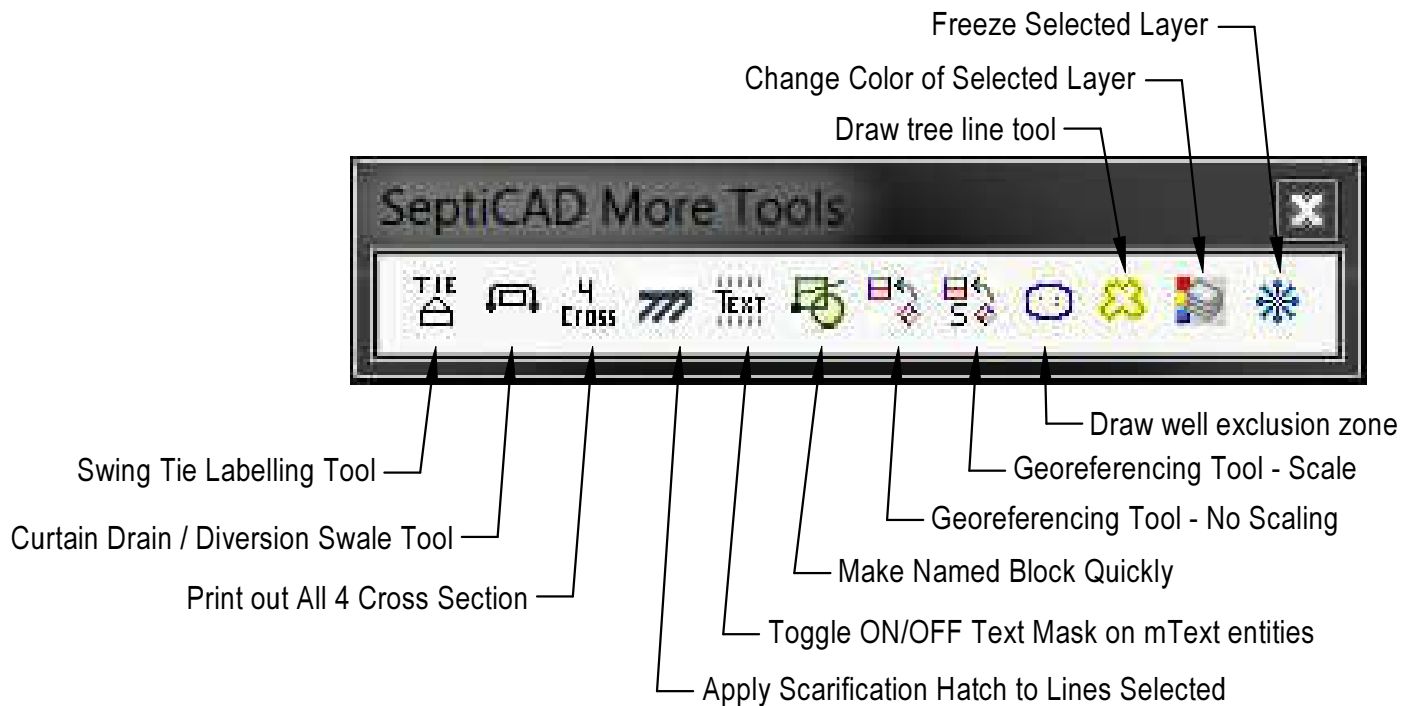 Freeze Selected Layer
Change Color of Selected Layer
Draw tree line tool
SeptiCAD More Tools
TIE
4
Cross
TEXT
S
Draw well exclusion zone
Swing Tie Labelling Tool
Georeferencing Tool - Scale
Curtain Drain / Diversion Swale Tool
Georeferencing Tool - No Scaling
Make Named Block Quickly
Print out All 4 Cross Section
Toggle ON/OFF Text Mask on mText entities
Apply Scarification Hatch to Lines Selected